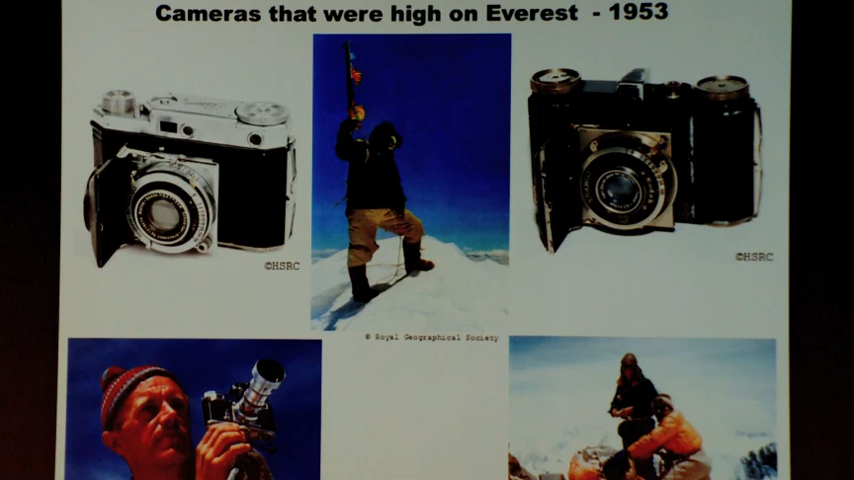 Cameras that were high on Everest - 1953
©HSRC
©HSRC
© Royal Geographical Society